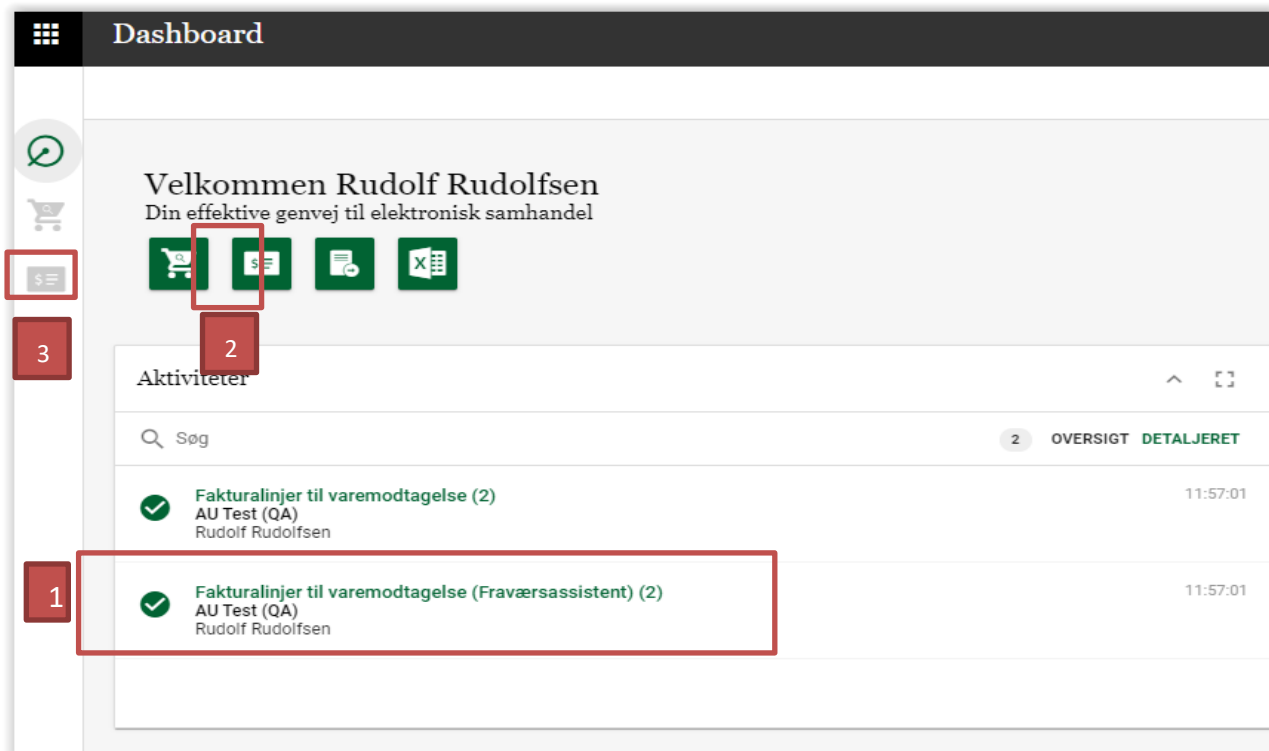 Dashboard
Velkommen Rudolf Rudolfsen
Din effektive genvej til elektronisk samhandel
$
$
X
3
2
Aktiviteter
Søg
2 OVERSIGT DETALJERET
Fakturalinjer til varemodtagelse (2) 11:57:01
AU Test (QA)
Rudolf Rudolfsen
1
Fakturalinjer til varemodtagelse (Fraværsassistent) (2) 11:57:01
AU Test (QA)
Rudolf Rudolfsen